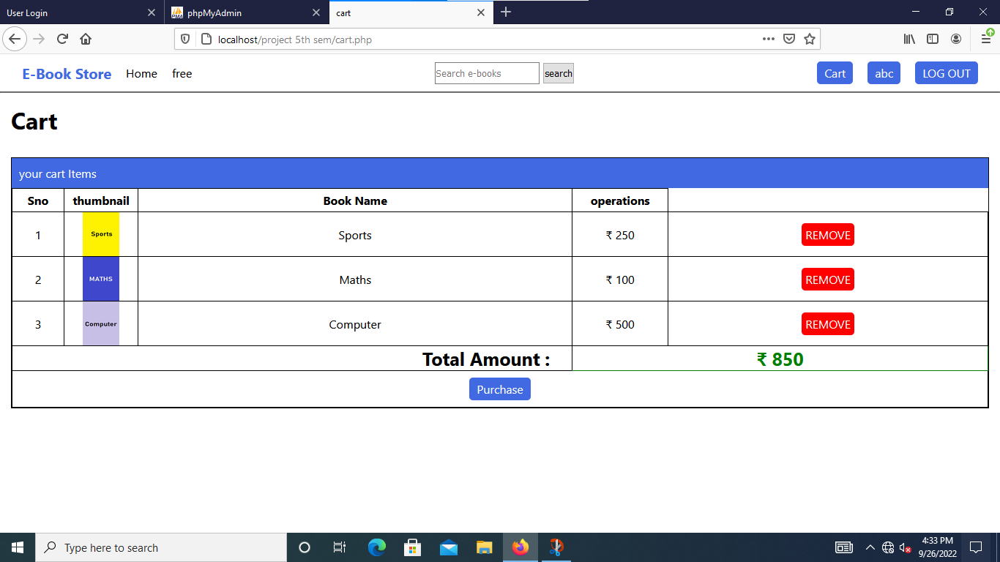 User Login phpMyAdmin cart
localhost/project 5th sem/cart.php
E-Book Store Home free Search e-books search Cart abc LOG OUT
Cart
your cart Items
Sno thumbnail Book Name operations
1 Sports Sports ₹ 250 REMOVE
2 MATHS Maths ₹ 100 REMOVE
3 Computer Computer ₹ 500 REMOVE
Total Amount : ₹ 850
Purchase
Type here to search 4:33 PM
9/26/2022